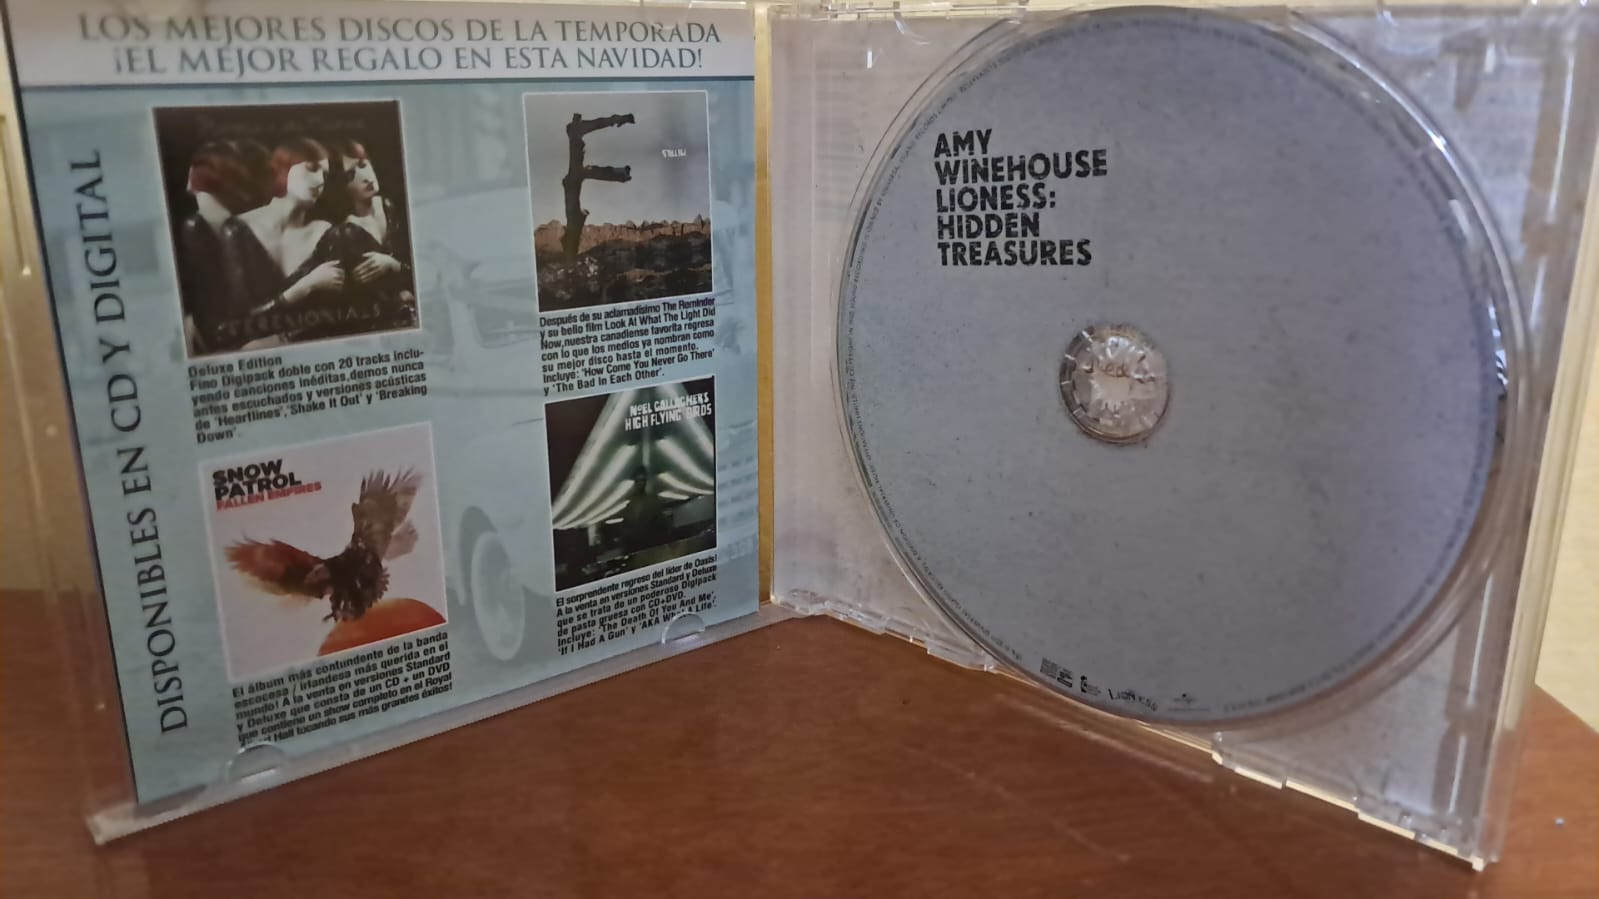 LOS MEJORES DISCOS DE LA TEMPORADA
¡EL MEJOR REGALO EN ESTA NAVIDAD!
DISPONIBLES EN CD Y DIGITAL
CEREMONIALS
Deluxe Edition
Fino Digipack doble con 20 tracks inclu-
yendo canciones inéditas,demos nunca
antes escuchados y versiones acústicas
de 'Heartlines','Shake It Out' y 'Breaking
Down'.
METALS
Después de su aclamadísimo The Reminder
y su bello film Look At What The Light Did
Now,nuestra canadiense favorita regresa
con lo que los medios ya nombran como
su mejor disco hasta el momento.
Incluye: 'How Come You Never Go There'
y 'The Bad In Each Other'.
SNOW
PATROL
FALLEN EMPIRES
El álbum más contundente de la banda
escocesa / irlandesa más querida en el
mundo! A la venta en versiones Standard
y Deluxe que consta de un CD + un DVD
que contiene un show completo en el Royal
Hall tocando sus más grandes éxitos!
NOEL GALLAGHER'S
HIGH FLYING BIRDS
El sorprendente regreso del líder de Oasis!
A la venta en versiones Standard y Deluxe
que se trata de un poderoso Digipack
de pasta gruesa con CD+DVD.
Incluye: 'The Death Of You And Me',
'If I Had A Gun' y 'AKA What A Life'.
AMY
WINEHOUSE
LIONESS:
HIDDEN
TREASURES
LIONESS